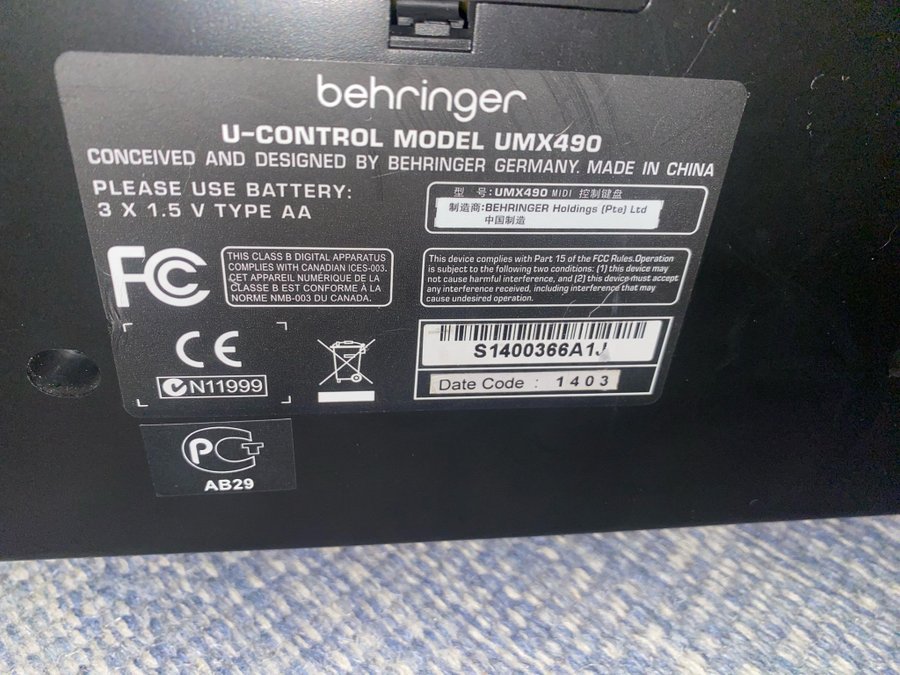 behringer
U-CONTROL MODEL UMX490
CONCEIVED AND DESIGNED BY BEHRINGER GERMANY. MADE IN CHINA
PLEASE USE BATTERY:
3 X 1.5 V TYPE AA
型 号:UMX490 MIDI 控制键盘
制造商:BEHRINGER Holdings (Pte) Ltd
中国制造
FC
THIS CLASS B DIGITAL APPARATUS
COMPLIES WITH CANADIAN ICES-003.
CET APPAREIL NUMÉRIQUE DE LA
CLASSE B EST CONFORME À LA
NORME NMB-003 DU CANADA.
This device complies with Part 15 of the FCC Rules.Operation
is subject to the following two conditions: (1) this device may
not cause harmful interference, and (2) this device must accept
any interference received, including interference that may
cause undesired operation.
CE
N11999
S1400366A1J
Date Code : 1403
РСТ
AB29